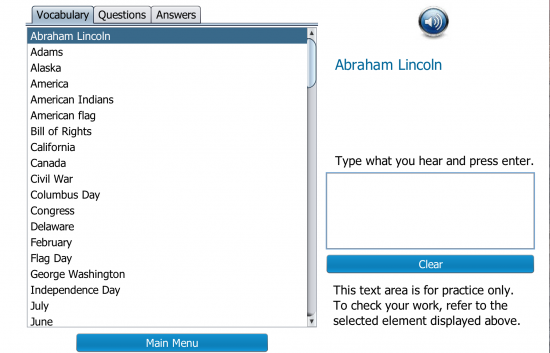 Vocabulary Questions Answers
Abraham Lincoln
Adams
Alaska
America
American Indians
American flag
Bill of Rights
California
Canada
Civil War
Columbus Day
Congress
Delaware
February
Flag Day
George Washington
Independence Day
July
June
Main Menu
Abraham Lincoln
Type what you hear and press enter.
Clear
This text area is for practice only.
To check your work, refer to the
selected element displayed above.